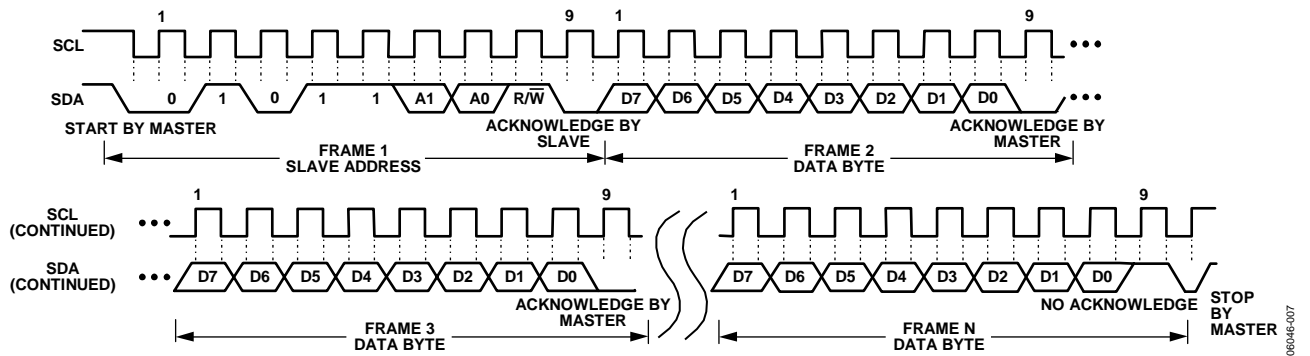 1 9 1 9
SCL
SDA 0 1 0 1 1 A1 A0 R/W̅ D7 D6 D5 D4 D3 D2 D1 D0
START BY MASTER
ACKNOWLEDGE BY
SLAVE
ACKNOWLEDGE BY
MASTER
FRAME 1
SLAVE ADDRESS
FRAME 2
DATA BYTE
1 9 1 9
SCL
(CONTINUED)
SDA
(CONTINUED)
D7 D6 D5 D4 D3 D2 D1 D0 D7 D6 D5 D4 D3 D2 D1 D0
ACKNOWLEDGE BY
MASTER
NO ACKNOWLEDGE
STOP
BY
MASTER
FRAME 3
DATA BYTE
FRAME N
DATA BYTE
06046-007